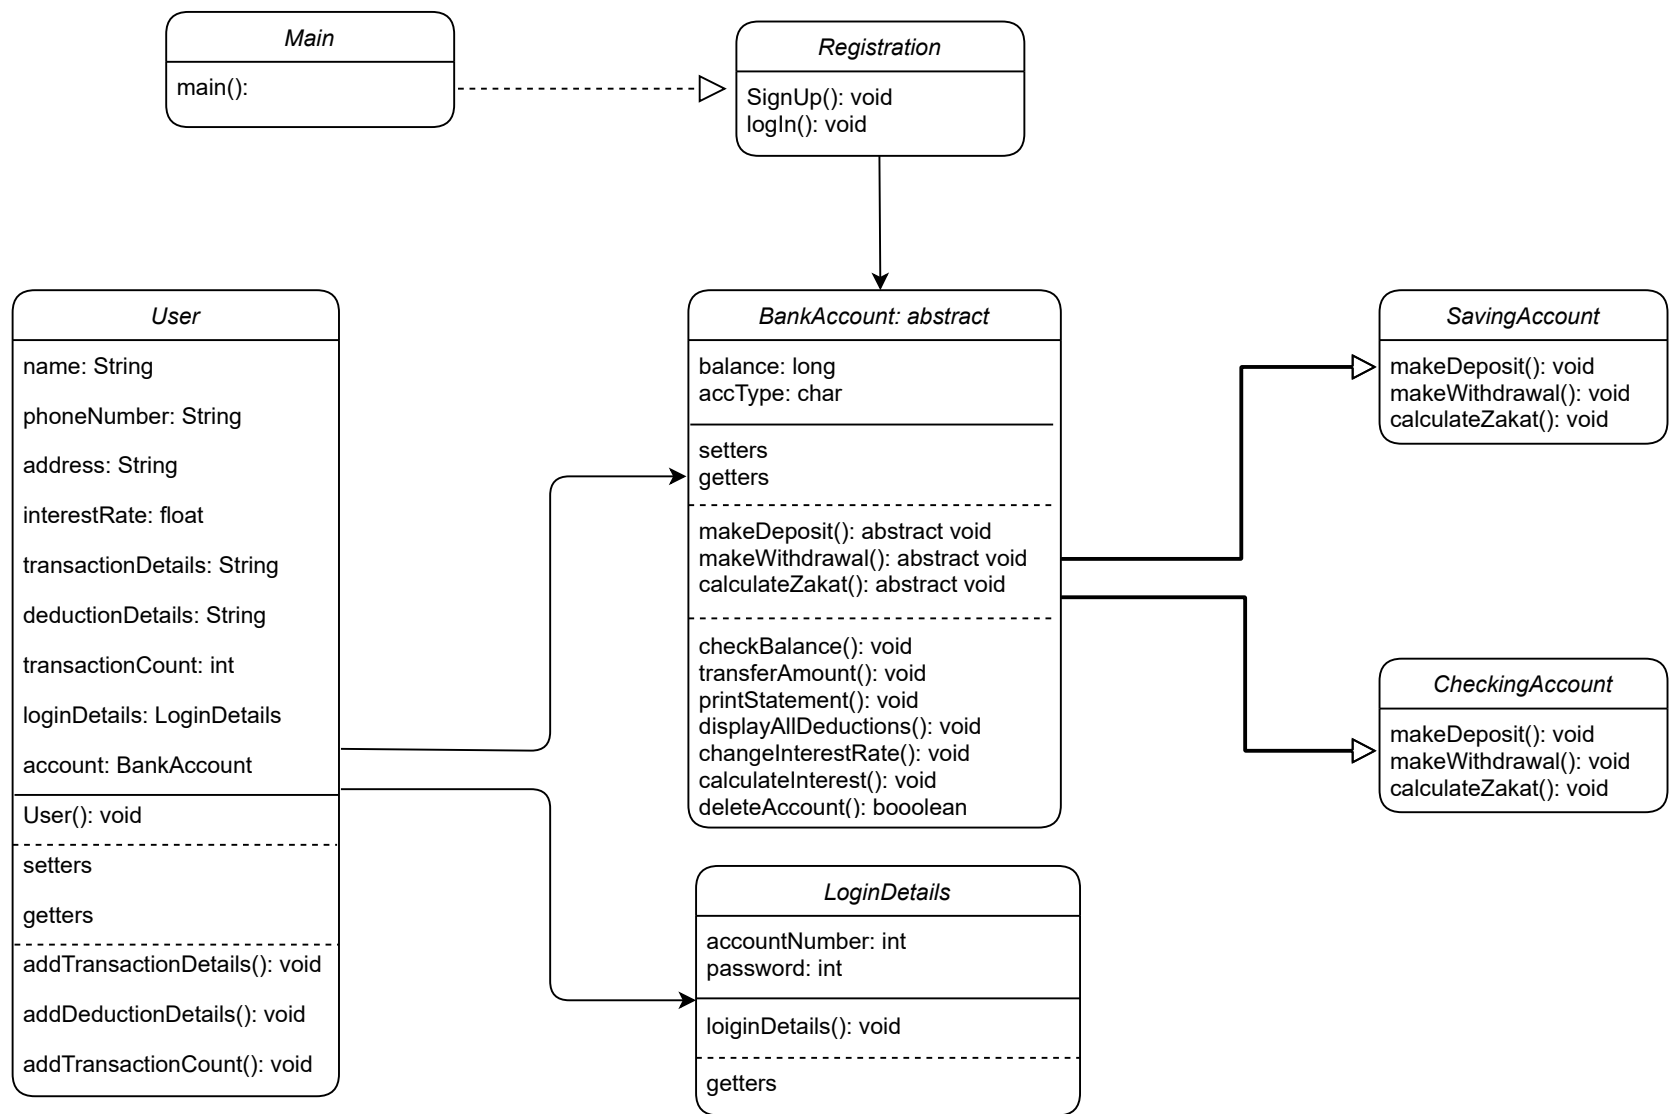 Main
main():
Registration
SignUp(): void
logIn(): void
User
name: String
phoneNumber: String
address: String
interestRate: float
transactionDetails: String
deductionDetails: String
transactionCount: int
loginDetails: LoginDetails
account: BankAccount
User(): void
setters
getters
addTransactionDetails(): void
addDeductionDetails(): void
addTransactionCount(): void
BankAccount: abstract
balance: long
accType: char
setters
getters
makeDeposit(): abstract void
makeWithdrawal(): abstract void
calculateZakat(): abstract void
checkBalance(): void
transferAmount(): void
printStatement(): void
displayAllDeductions(): void
changeInterestRate(): void
calculateInterest(): void
deleteAccount(): booolean
LoginDetails
accountNumber: int
password: int
loiginDetails(): void
getters
SavingAccount
makeDeposit(): void
makeWithdrawal(): void
calculateZakat(): void
CheckingAccount
makeDeposit(): void
makeWithdrawal(): void
calculateZakat(): void